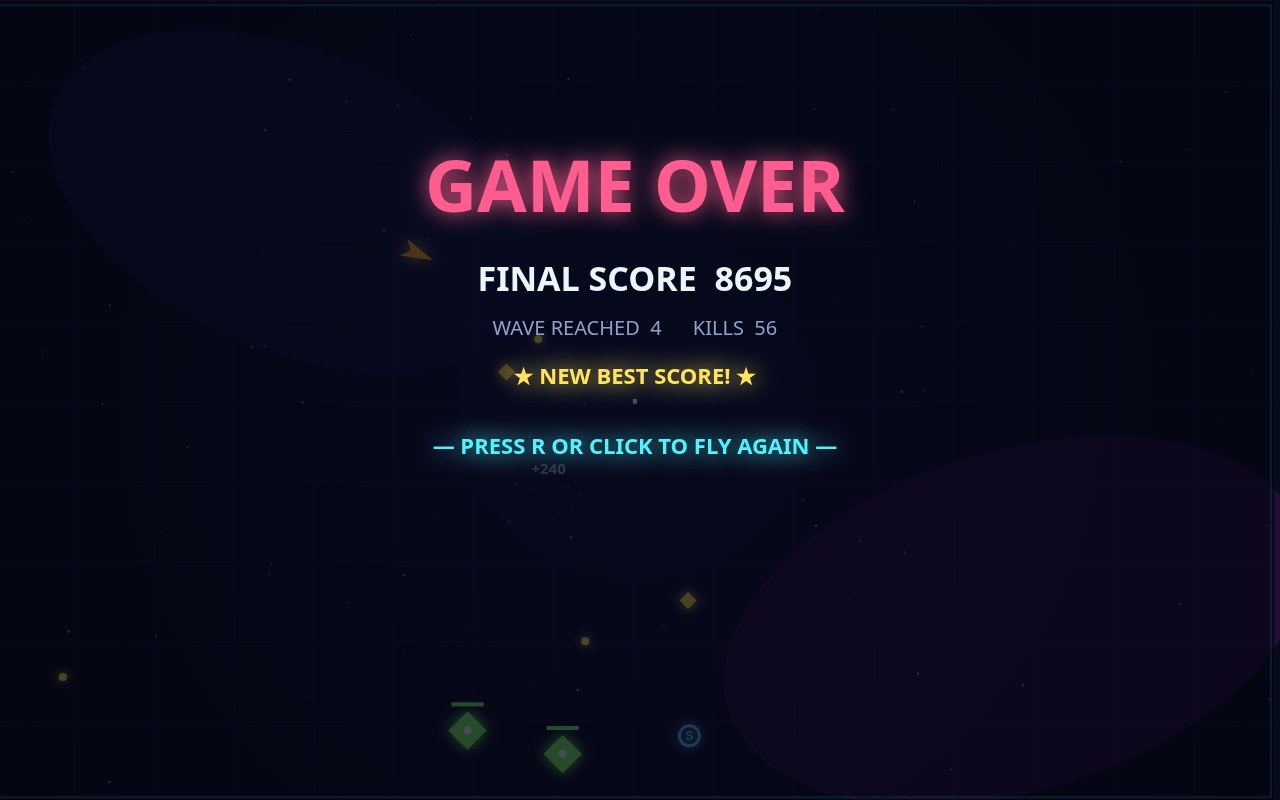 GAME OVER
FINAL SCORE 8695
WAVE REACHED 4 KILLS 56
★ NEW BEST SCORE! ★
— PRESS R OR CLICK TO FLY AGAIN —
+240
S